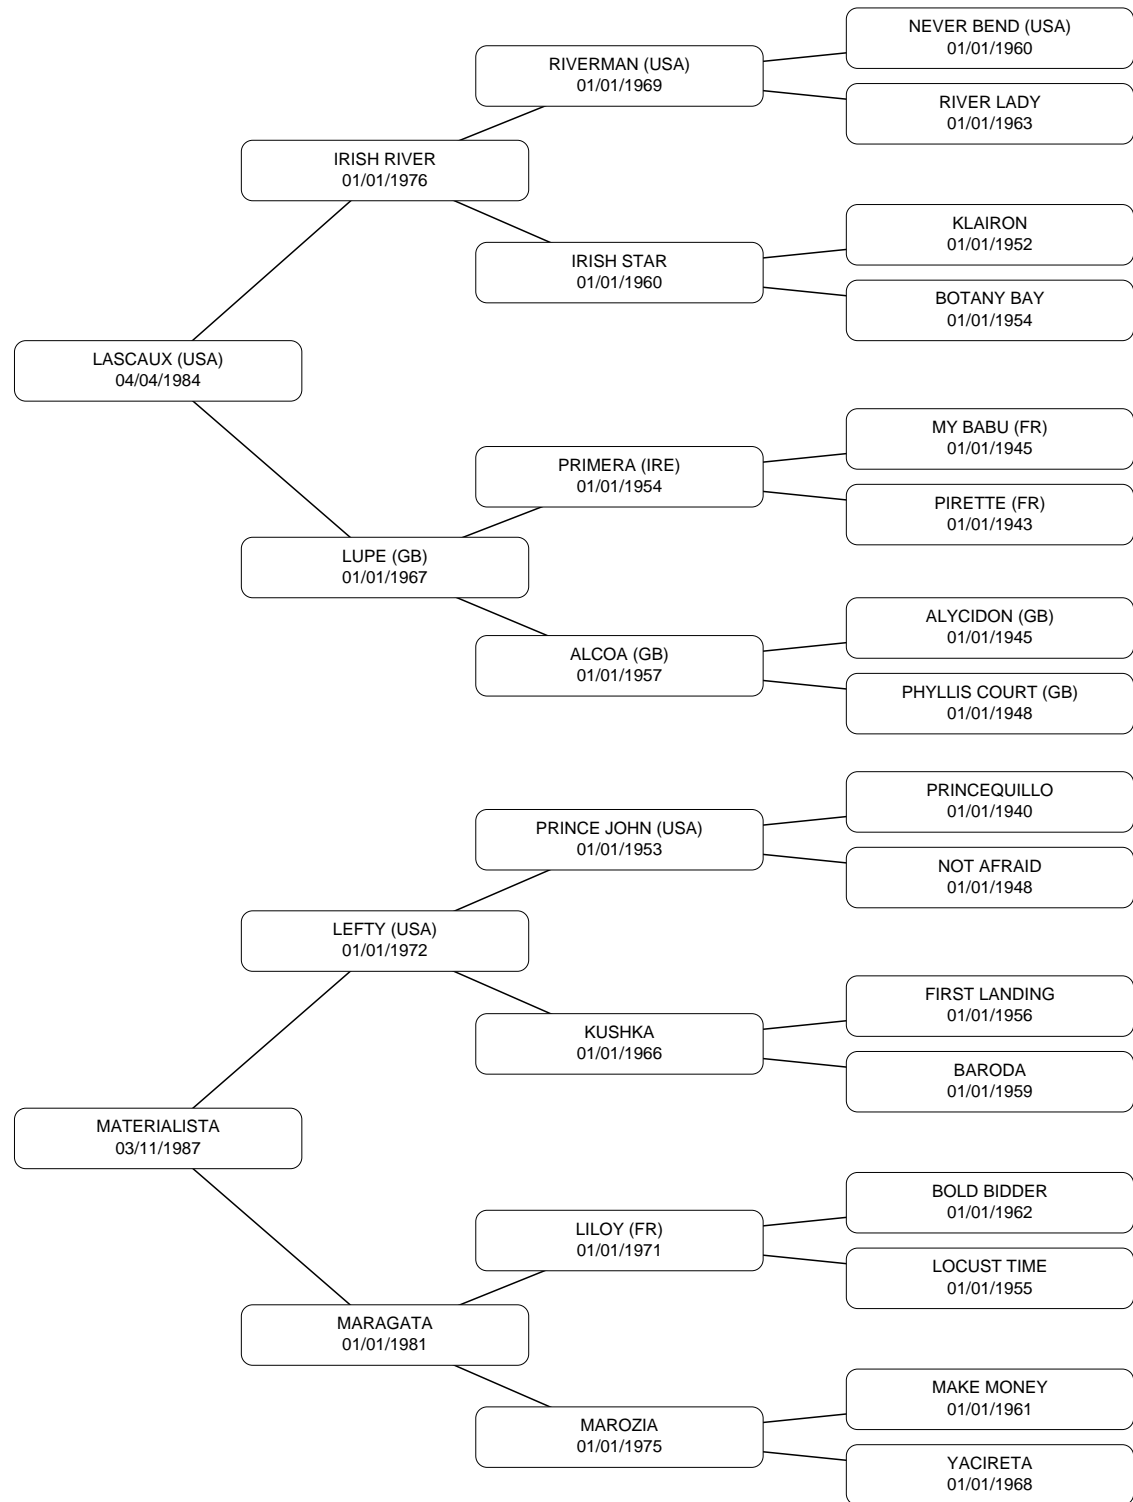 NEVER BEND (USA)
01/01/1960
RIVERMAN (USA)
01/01/1969
RIVER LADY
01/01/1963
IRISH RIVER
01/01/1976
KLAIRON
01/01/1952
IRISH STAR
01/01/1960
BOTANY BAY
01/01/1954
LASCAUX (USA)
04/04/1984
MY BABU (FR)
01/01/1945
PRIMERA (IRE)
01/01/1954
PIRETTE (FR)
01/01/1943
LUPE (GB)
01/01/1967
ALYCIDON (GB)
01/01/1945
ALCOA (GB)
01/01/1957
PHYLLIS COURT (GB)
01/01/1948
PRINCEQUILLO
01/01/1940
PRINCE JOHN (USA)
01/01/1953
NOT AFRAID
01/01/1948
LEFTY (USA)
01/01/1972
FIRST LANDING
01/01/1956
KUSHKA
01/01/1966
BARODA
01/01/1959
MATERIALISTA
03/11/1987
BOLD BIDDER
01/01/1962
LILOY (FR)
01/01/1971
LOCUST TIME
01/01/1955
MARAGATA
01/01/1981
MAKE MONEY
01/01/1961
MAROZIA
01/01/1975
YACIRETA
01/01/1968